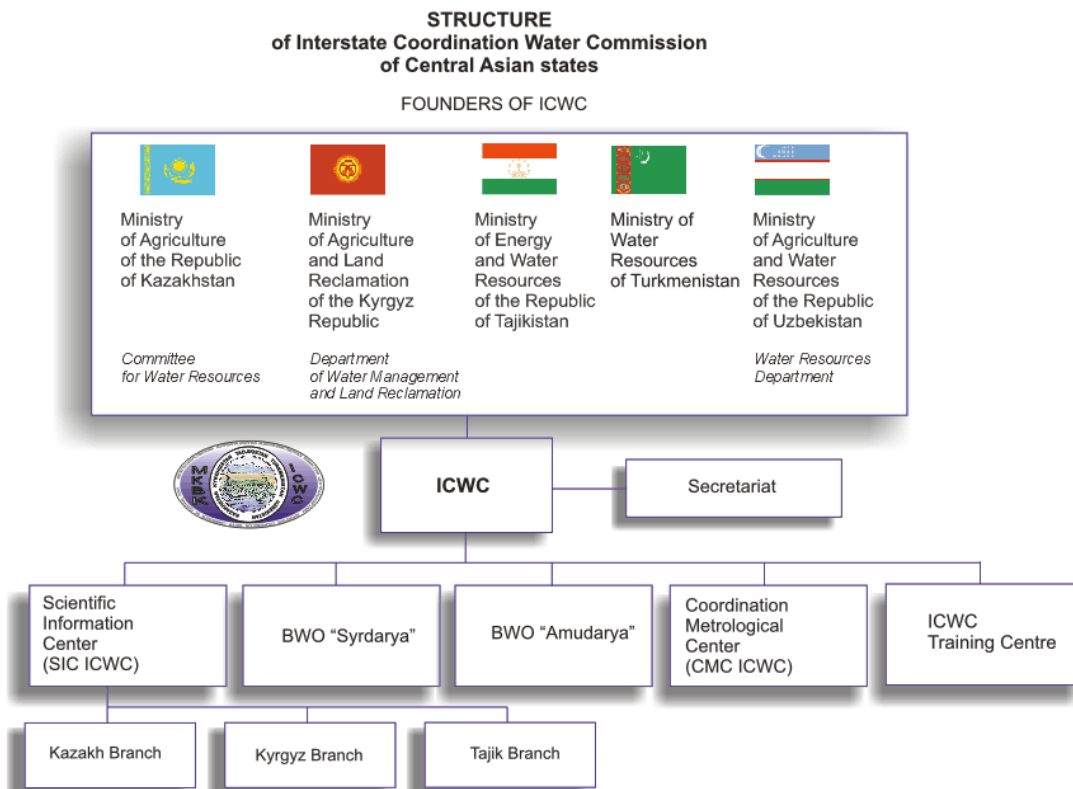 STRUCTURE
of Interstate Coordination Water Commission
of Central Asian states
FOUNDERS OF ICWC
Ministry
of Agriculture
of the Republic
of Kazakhstan
Committee
for Water Resources
Ministry
of Agriculture
and Land
Reclamation
of the Kyrgyz
Republic
Department
of Water Management
and Land Reclamation
Ministry
of Energy
and Water
Resources
of the Republic
of Tajikistan
Ministry of
Water
Resources
of Turkmenistan
Ministry
of Agriculture
and Water
Resources
of the Republic
of Uzbekistan
Water Resources
Department
ICWC
ICWC
Secretariat
Scientific
Information
Center
(SIC ICWC)
BWO “Syrdarya”
BWO “Amudarya”
Coordination
Metrological
Center
(CMC ICWC)
ICWC
Training Centre
Kazakh Branch
Kyrgyz Branch
Tajik Branch